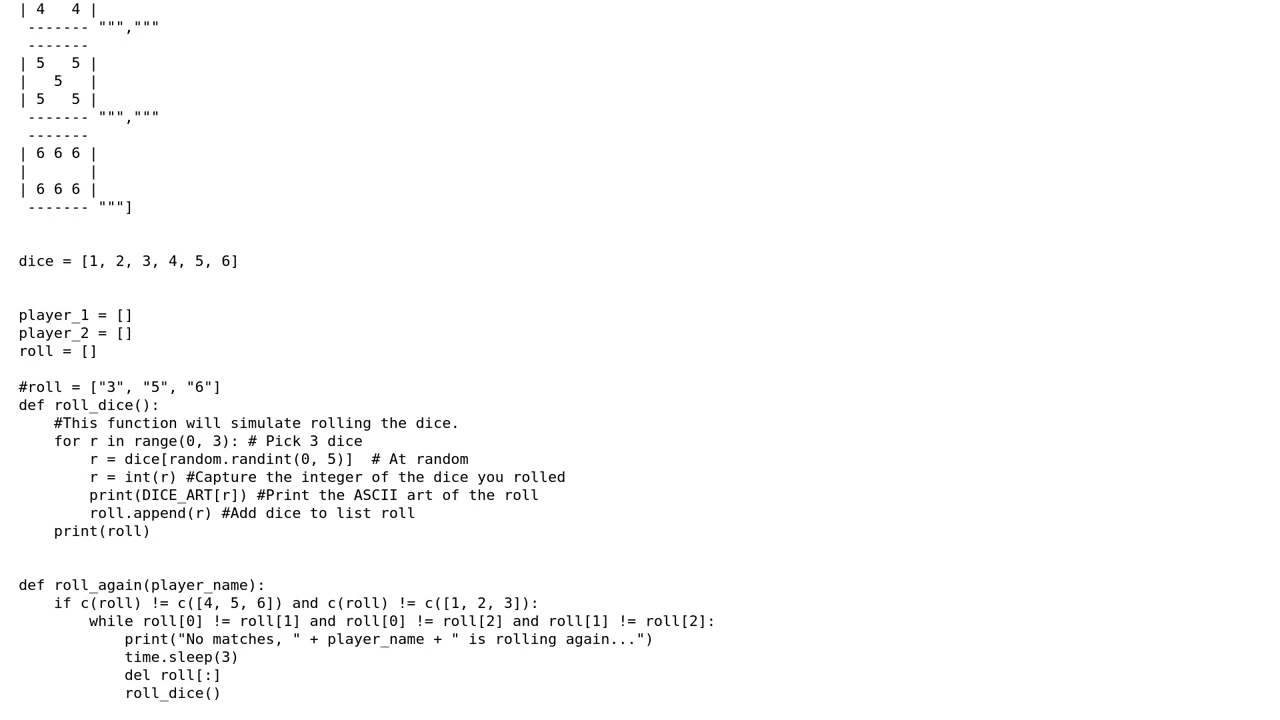 | 4   4 |
 ------- """,""" 
 ------- 
| 5   5 |
|   5   |
| 5   5 |
 ------- """,""" 
 ------- 
| 6 6 6 |
|       |
| 6 6 6 |
 ------- """]
dice = [1, 2, 3, 4, 5, 6]
player_1 = []
player_2 = []
roll = []
#roll = ["3", "5", "6"]
def roll_dice():
    #This function will simulate rolling the dice.
    for r in range(0, 3): # Pick 3 dice
        r = dice[random.randint(0, 5)]  # At random
        r = int(r) #Capture the integer of the dice you rolled
        print(DICE_ART[r]) #Print the ASCII art of the roll
        roll.append(r) #Add dice to list roll
    print(roll)
def roll_again(player_name):
    if c(roll) != c([4, 5, 6]) and c(roll) != c([1, 2, 3]):
        while roll[0] != roll[1] and roll[0] != roll[2] and roll[1] != roll[2]:
            print("No matches, " + player_name + " is rolling again...")
            time.sleep(3)
            del roll[:]
            roll_dice()